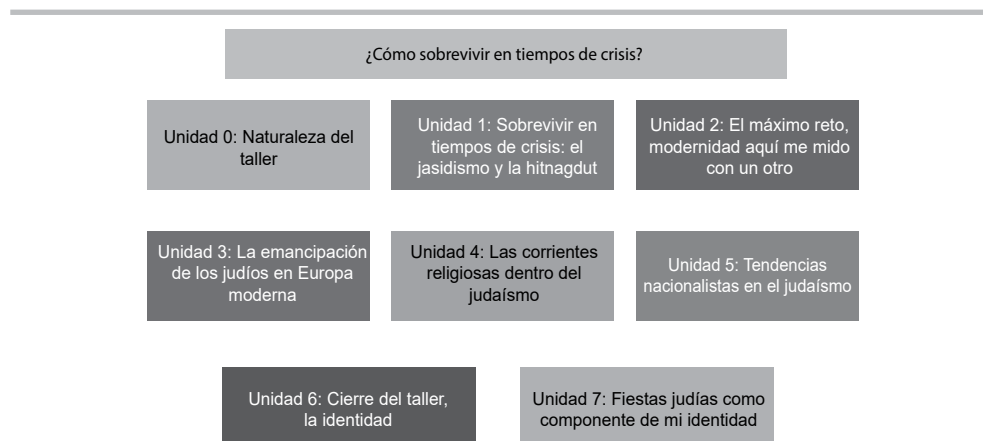 ¿Cómo sobrevivir en tiempos de crisis?
Unidad 0: Naturaleza del
taller
Unidad 1: Sobrevivir en
tiempos de crisis: el
jasidismo y la hitnagdut
Unidad 2: El máximo reto,
modernidad aquí me mido
con un otro
Unidad 3: La emancipación
de los judíos en Europa
moderna
Unidad 4: Las corrientes
religiosas dentro del
judaísmo
Unidad 5: Tendencias
nacionalistas en el judaísmo
Unidad 6: Cierre del taller,
la identidad
Unidad 7: Fiestas judías como
componente de mi identidad